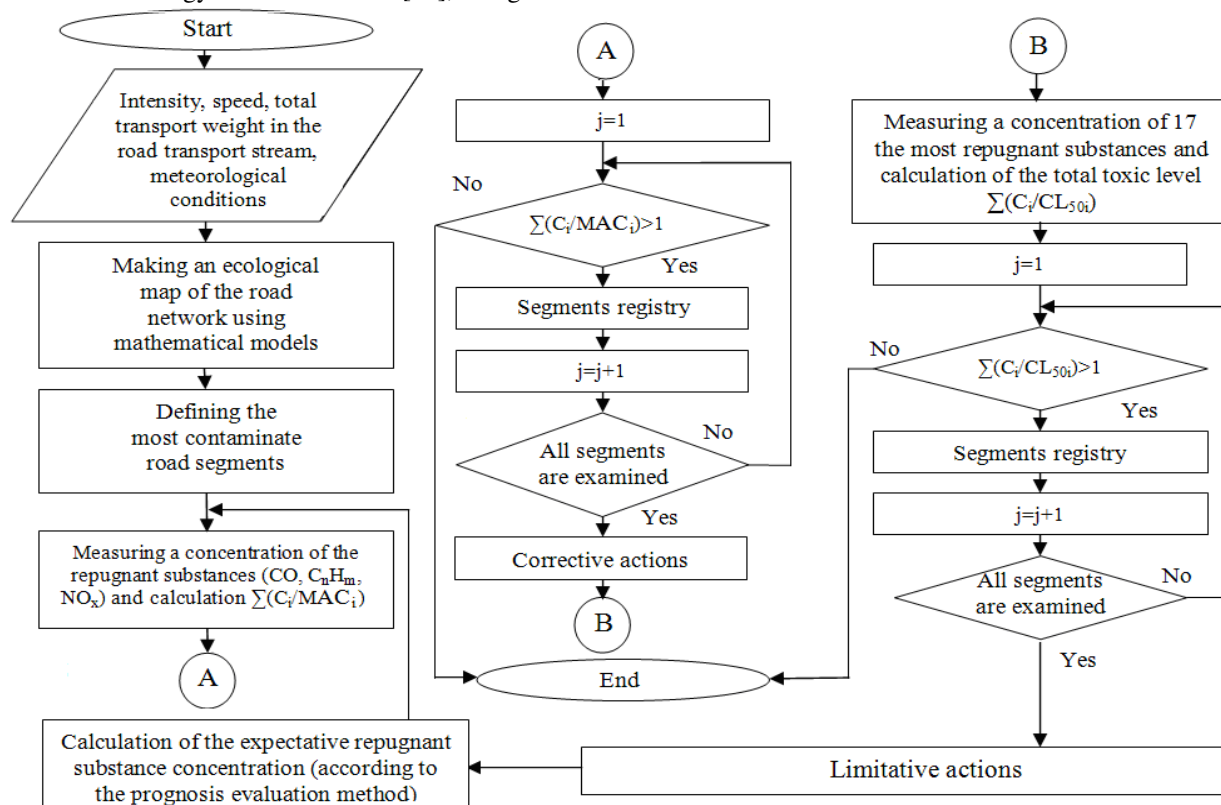 Start
Intensity, speed, total
transport weight in the
road transport stream,
meteorological
conditions
Making an ecological
map of the road
network using
mathematical models
Defining the
most contaminate
road segments
Measuring a concentration of the
repugnant substances (CO, CₙHₘ,
NOₓ) and calculation ∑(Cᵢ/MACᵢ)
A
Calculation of the expectative repugnant
substance concentration (according to
the prognosis evaluation method)
A
j=1
No
∑(Cᵢ/MACᵢ)>1
Yes
Segments registry
j=j+1
No
All segments
are examined
Yes
Corrective actions
B
End
B
Measuring a concentration of 17
the most repugnant substances and
calculation of the total toxic level
∑(Cᵢ/CL₅₀ᵢ)
j=1
No
∑(Cᵢ/CL₅₀ᵢ)>1
Yes
Segments registry
j=j+1
All segments
are examined
No
Yes
Limitative actions